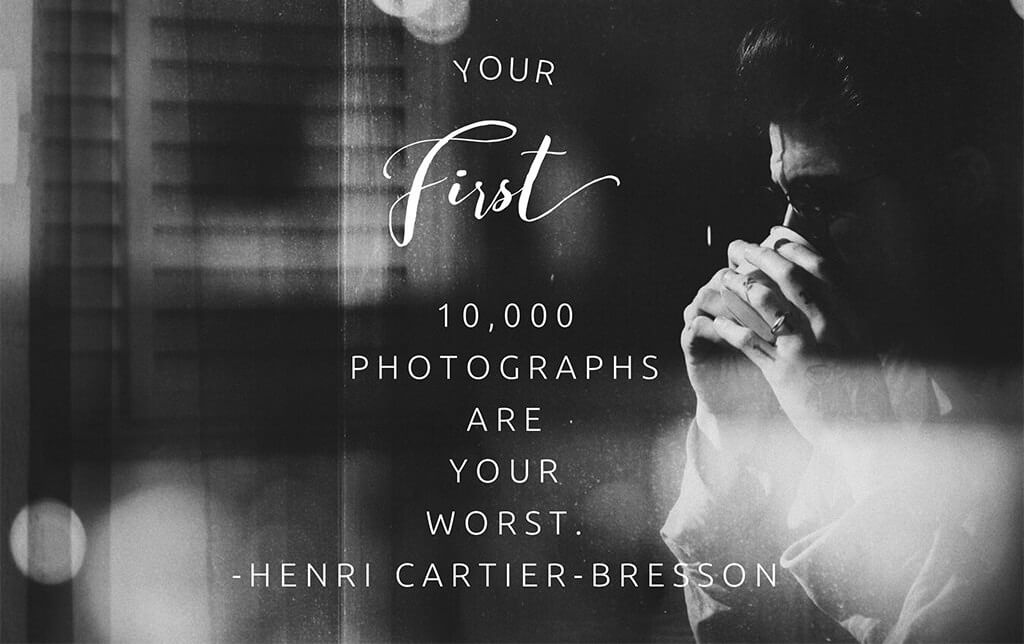 YOUR
First
10,000
PHOTOGRAPHS
ARE
YOUR
WORST.
-HENRI CARTIER-BRESSON